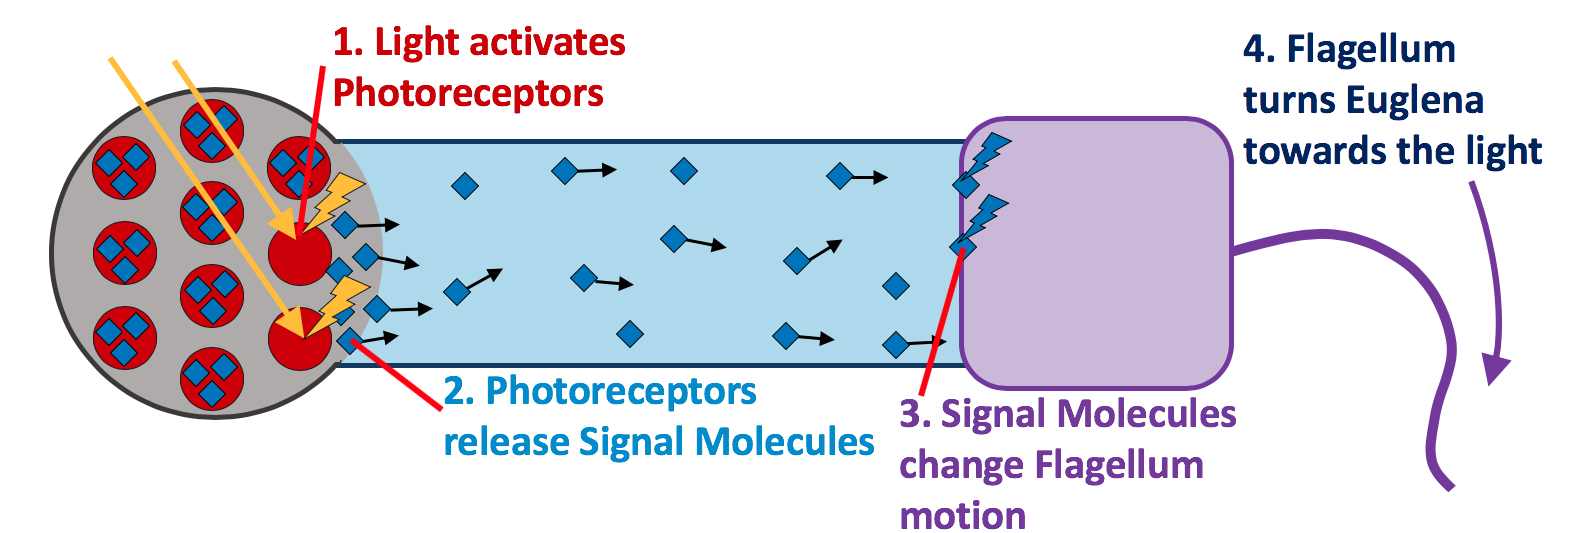 1. Light activates
Photoreceptors
2. Photoreceptors
release Signal Molecules
3. Signal Molecules
change Flagellum
motion
4. Flagellum
turns Euglena
towards the light